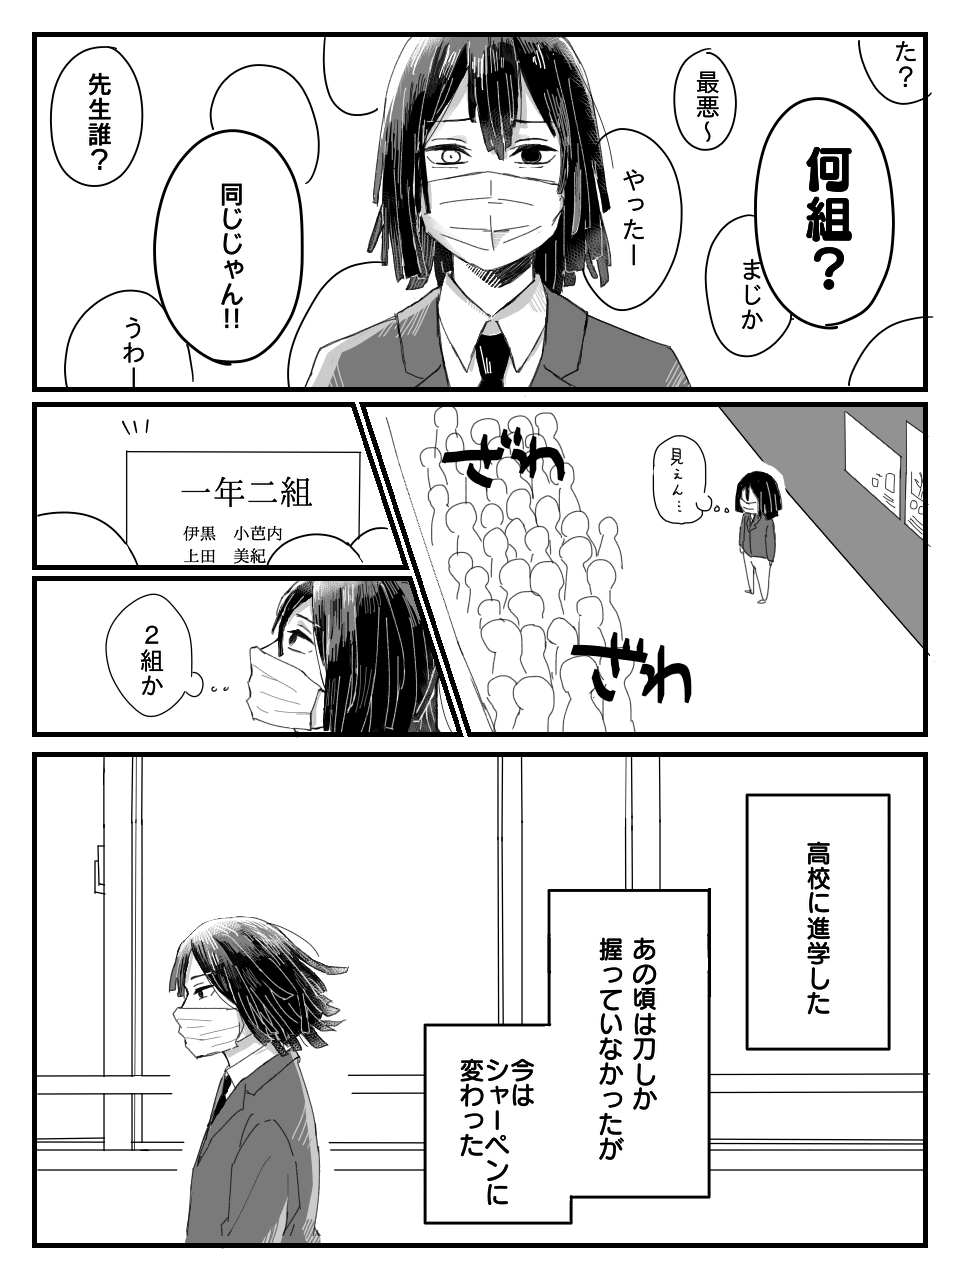 た？
何組？
最悪～
まじか
やったー
同じじゃん!!
先生誰？
うわー
ざわ
見えん…
ざわ
一年二組
伊黒　小芭内
上田　美紀
２組か
高校に進学した
あの頃は刀しか
握っていなかったが
今は
シャーペンに
変わった